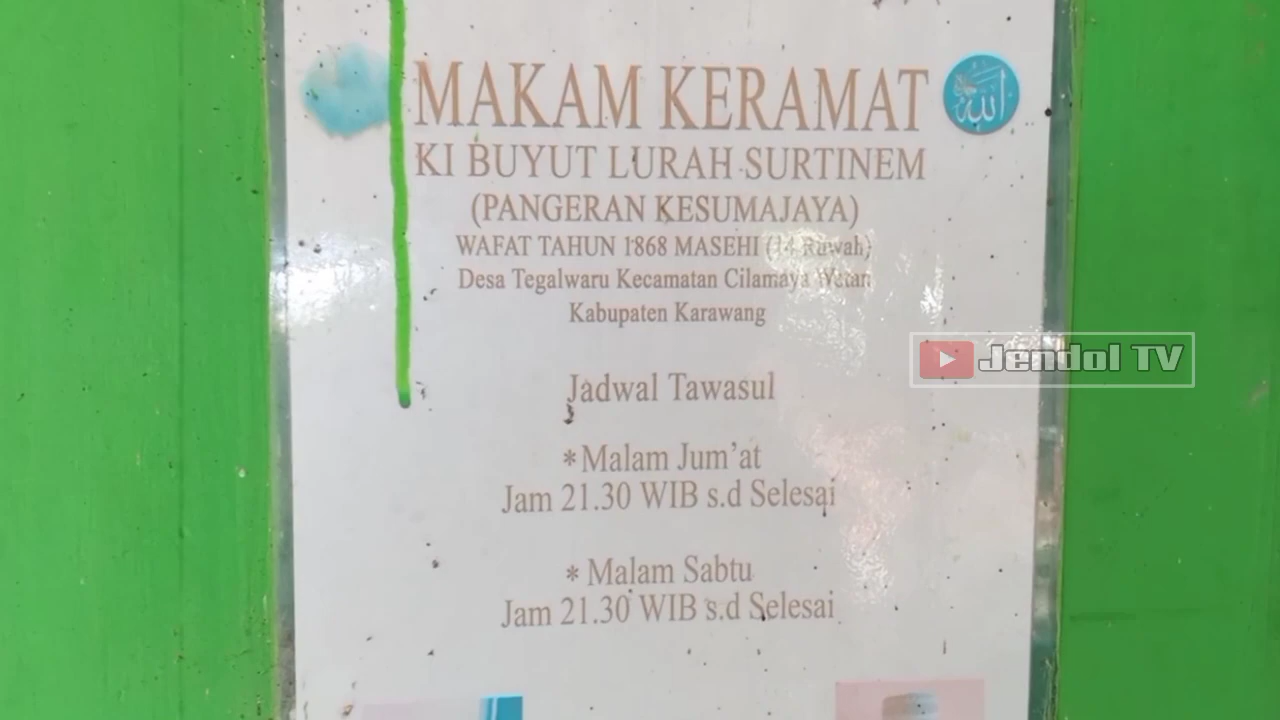 MAKAM KERAMAT
الله
KI BUYUT LURAH SURTINEM
(PANGERAN KESUMAJAYA)
WAFAT TAHUN 1868 MASEHI (14 Ruwah)
Desa Tegalwaru Kecamatan Cilamaya Wetan
Kabupaten Karawang
Jendol TV
Jadwal Tawasul
*Malam Jum'at
Jam 21.30 WIB s.d Selesai
* Malam Sabtu
Jam 21.30 WIB s.d Selesai